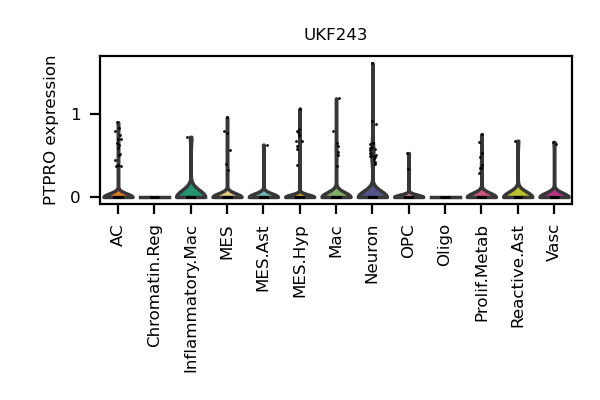 UKF243
PTPRO expression
1
0
AC
Chromatin.Reg
Inflammatory.Mac
MES
MES.Ast
MES.Hyp
Mac
Neuron
OPC
Oligo
Prolif.Metab
Reactive.Ast
Vasc